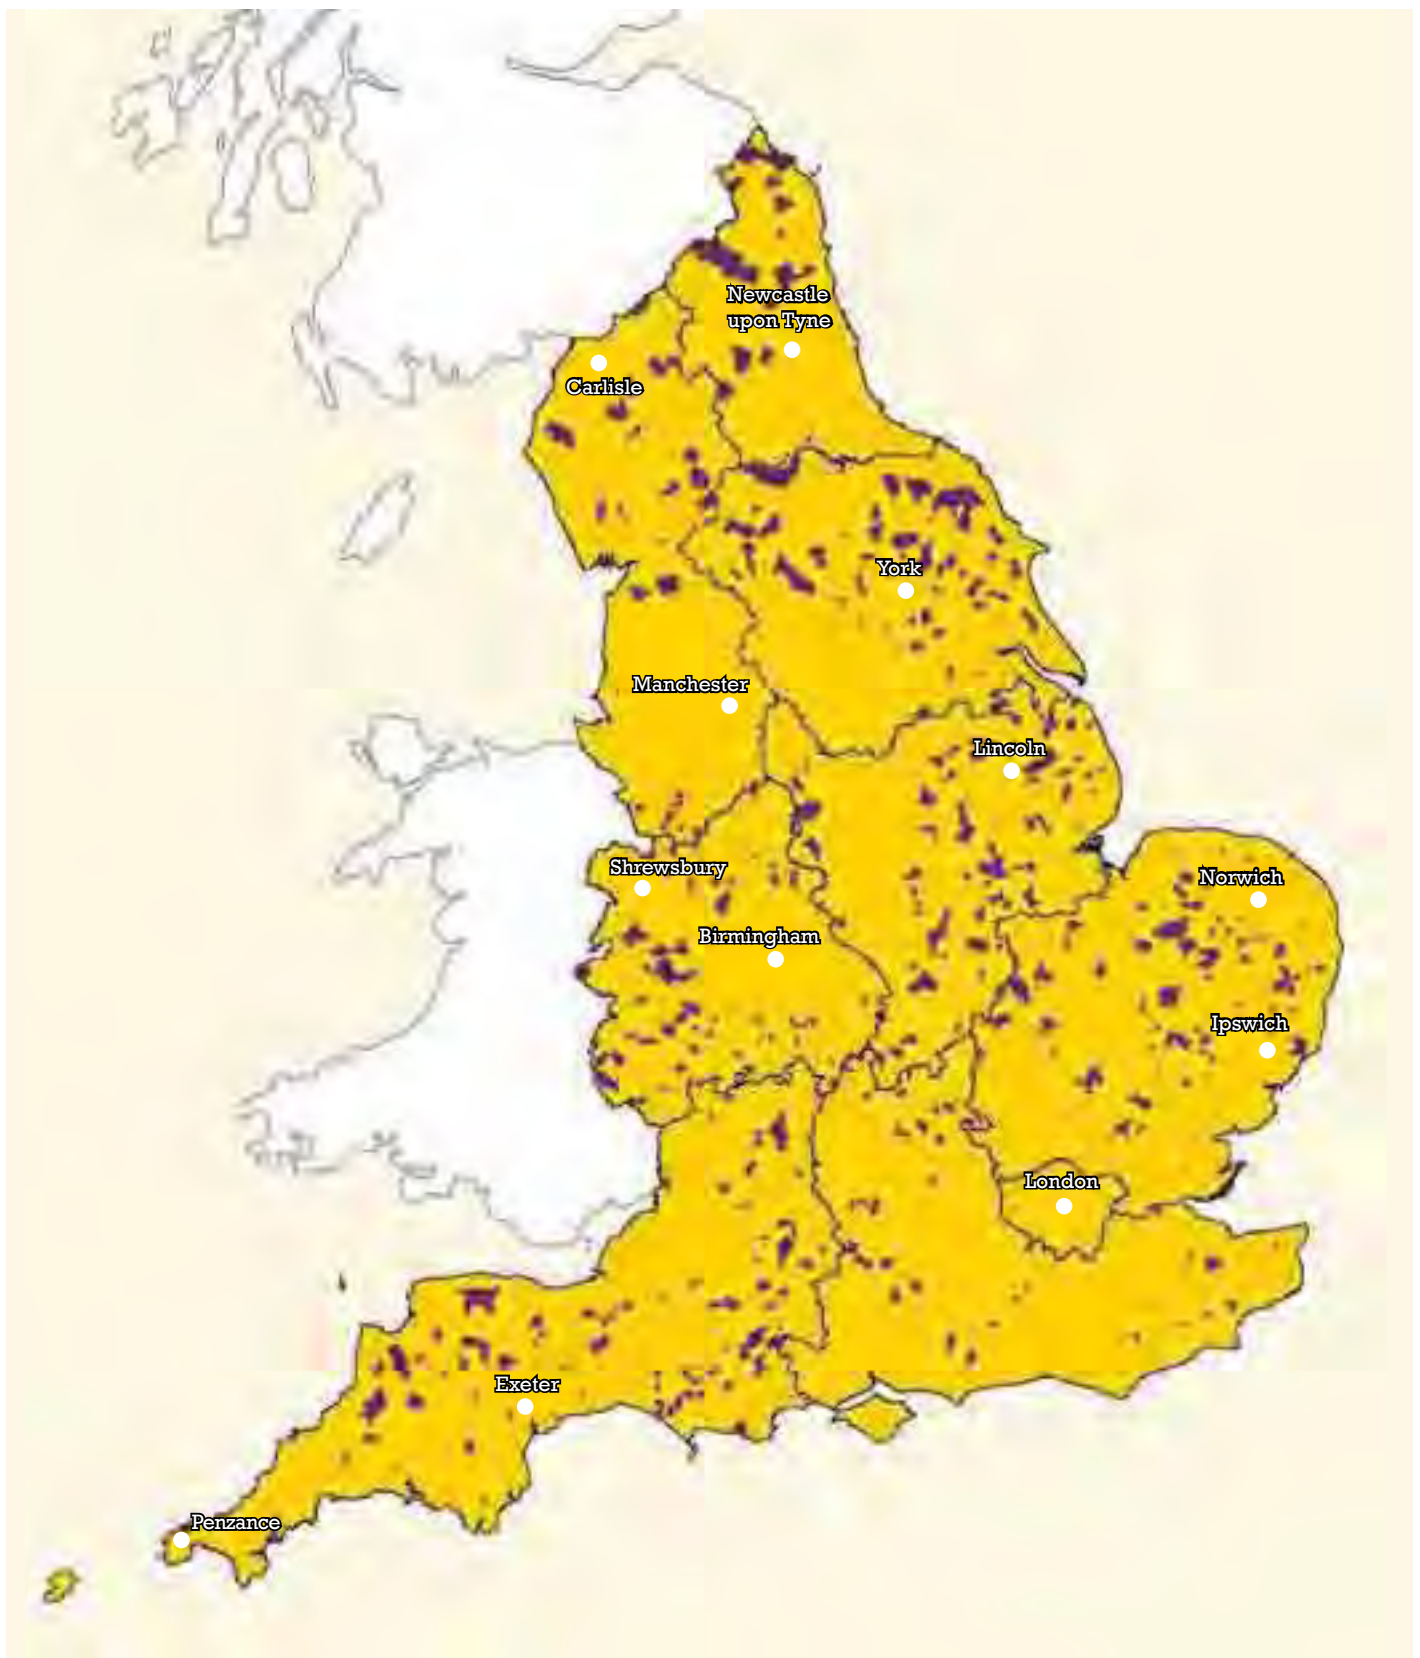 Newcastle
upon Tyne
Carlisle
York
Manchester
Lincoln
Shrewsbury
Norwich
Birmingham
Ipswich
London
Exeter
Penzance